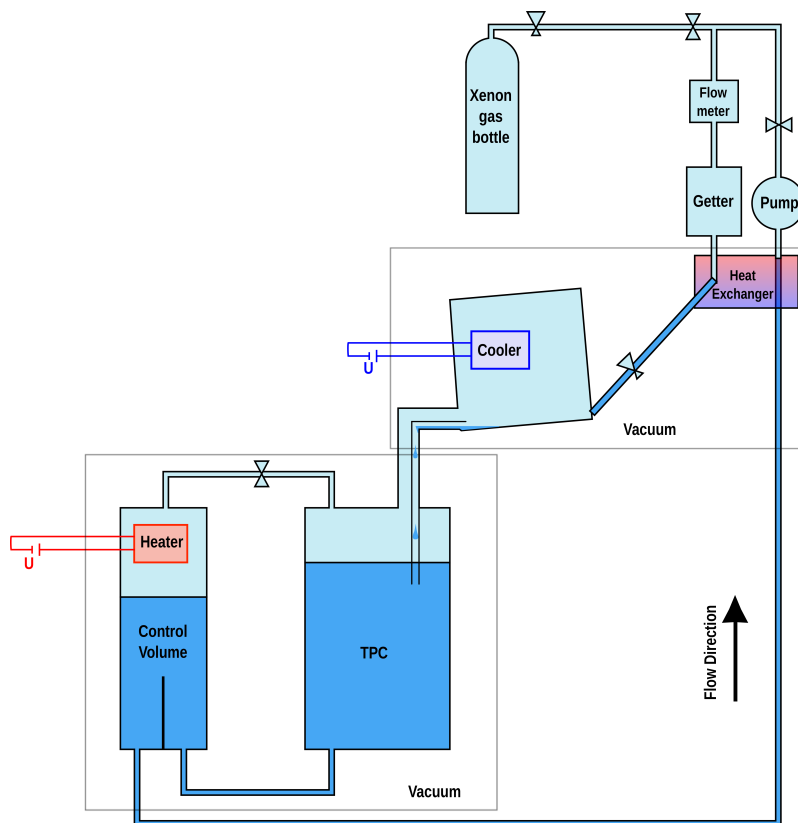 Xenon
gas
bottle
Flow
meter
Getter
Pump
Heat
Exchanger
Cooler
U
Vacuum
Heater
U
Control
Volume
TPC
Flow Direction
Vacuum